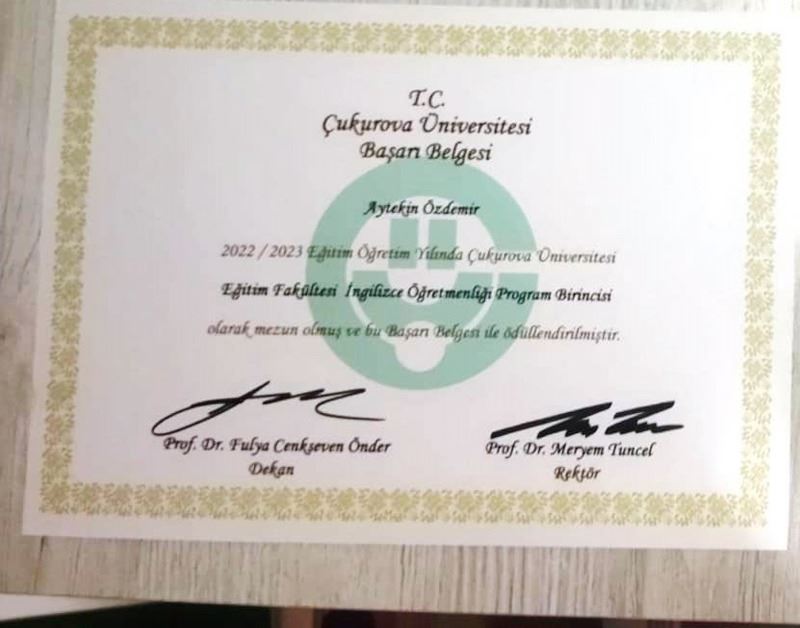 T.C.
Çukurova Üniversitesi
Başarı Belgesi
Aytekin Özdemir
2022 / 2023 Eğitim Öğretim Yılında Çukurova Üniversitesi
Eğitim Fakültesi İngilizce Öğretmenliği Program Birincisi
olarak mezun olmuş ve bu Başarı Belgesi ile ödüllendirilmiştir.
Prof. Dr. Fulya Cenkseven Önder
Dekan
Prof. Dr. Meryem Tuncel
Rektör